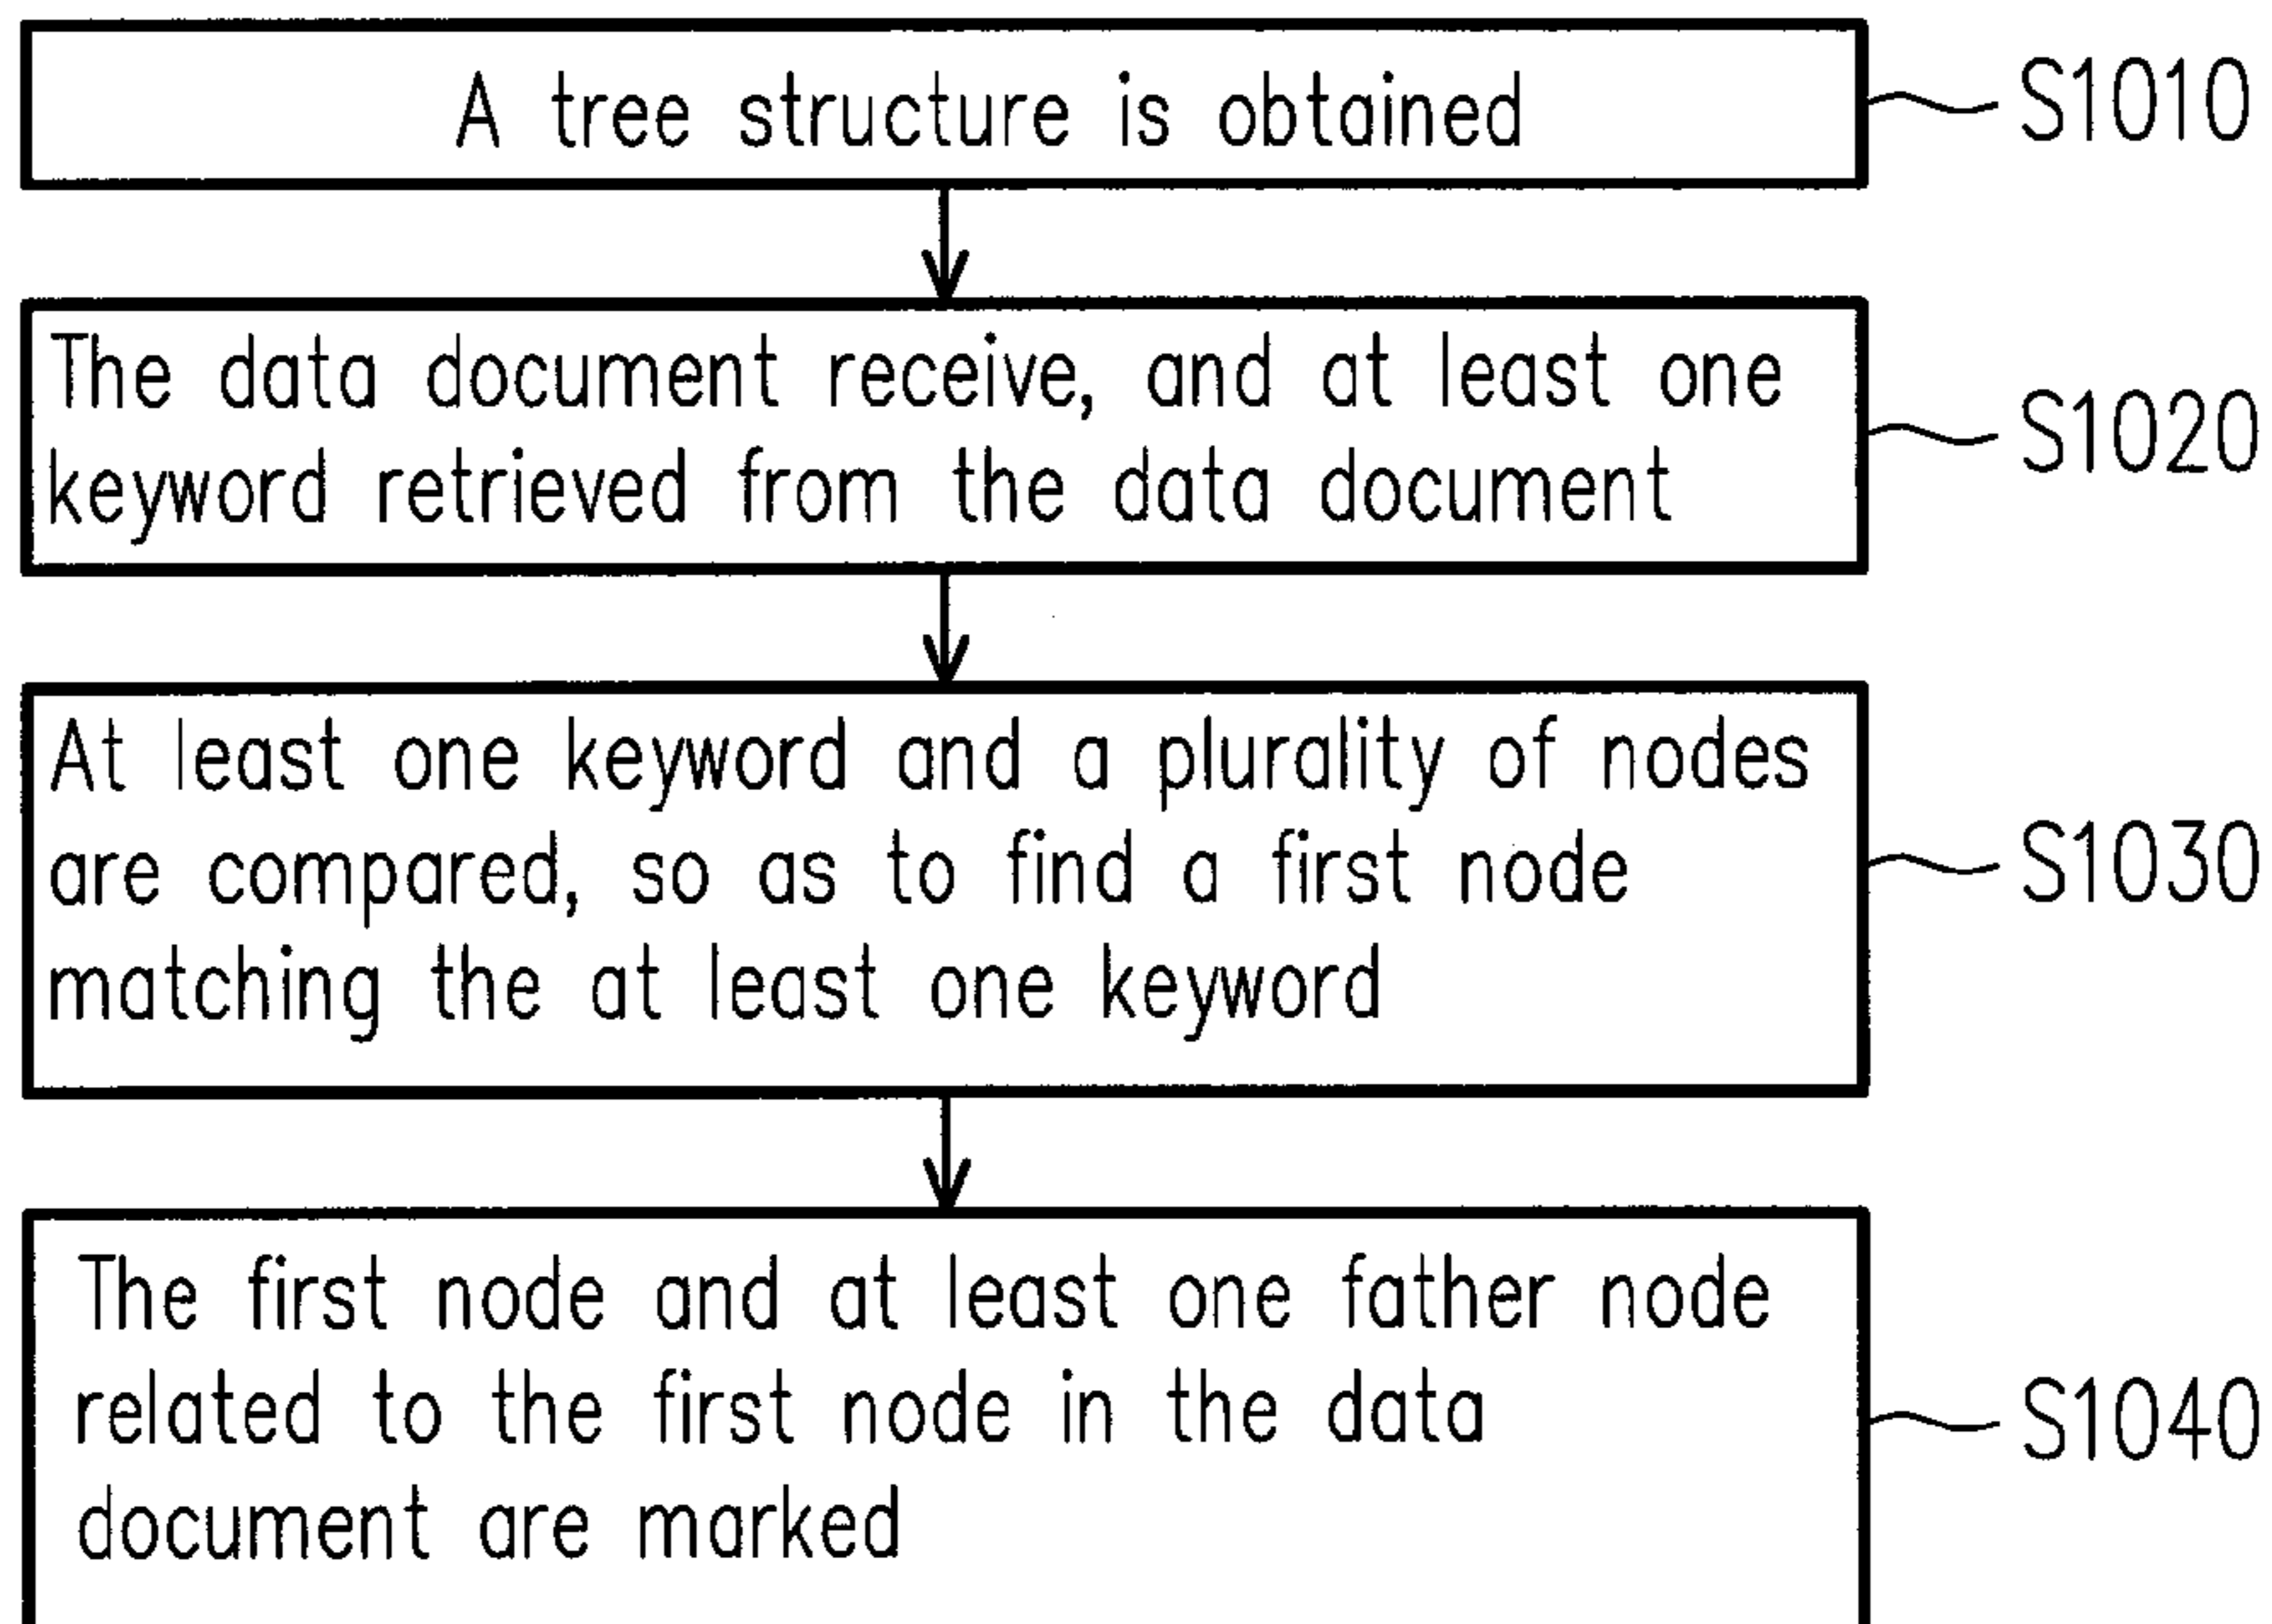 A tree structure is obtained
S1010
The data document receive, and at least one
keyword retrieved from the data document
S1020
At least one keyword and a plurality of nodes
are compared, so as to find a first node
matching the at least one keyword
S1030
The first node and at least one father node
related to the first node in the data
document are marked
S1040